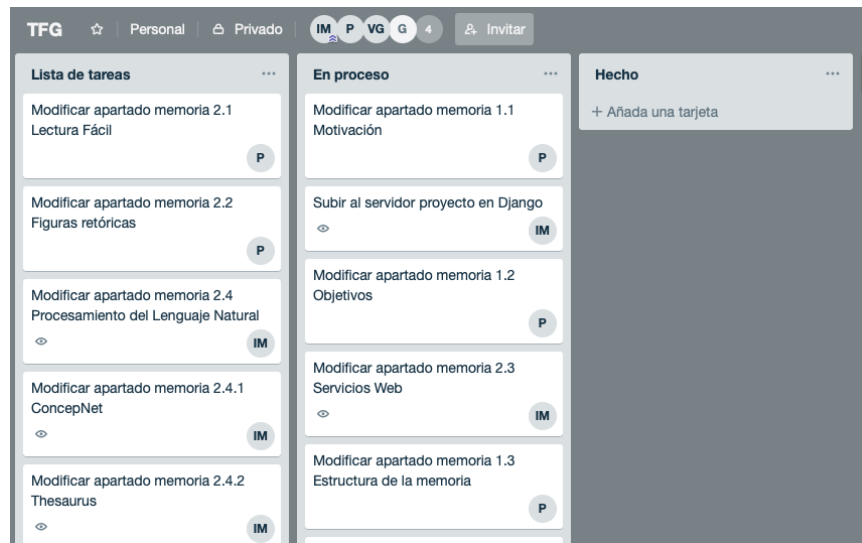 TFG Personal Privado IM P VG G 4 Invitar
Lista de tareas
Modificar apartado memoria 2.1
Lectura Fácil
P
Modificar apartado memoria 2.2
Figuras retóricas
P
Modificar apartado memoria 2.4
Procesamiento del Lenguaje Natural
IM
Modificar apartado memoria 2.4.1
ConcepNet
IM
Modificar apartado memoria 2.4.2
Thesaurus
IM
En proceso
Modificar apartado memoria 1.1
Motivación
P
Subir al servidor proyecto en Django
IM
Modificar apartado memoria 1.2
Objetivos
P
Modificar apartado memoria 2.3
Servicios Web
IM
Modificar apartado memoria 1.3
Estructura de la memoria
P
Hecho
+ Añada una tarjeta